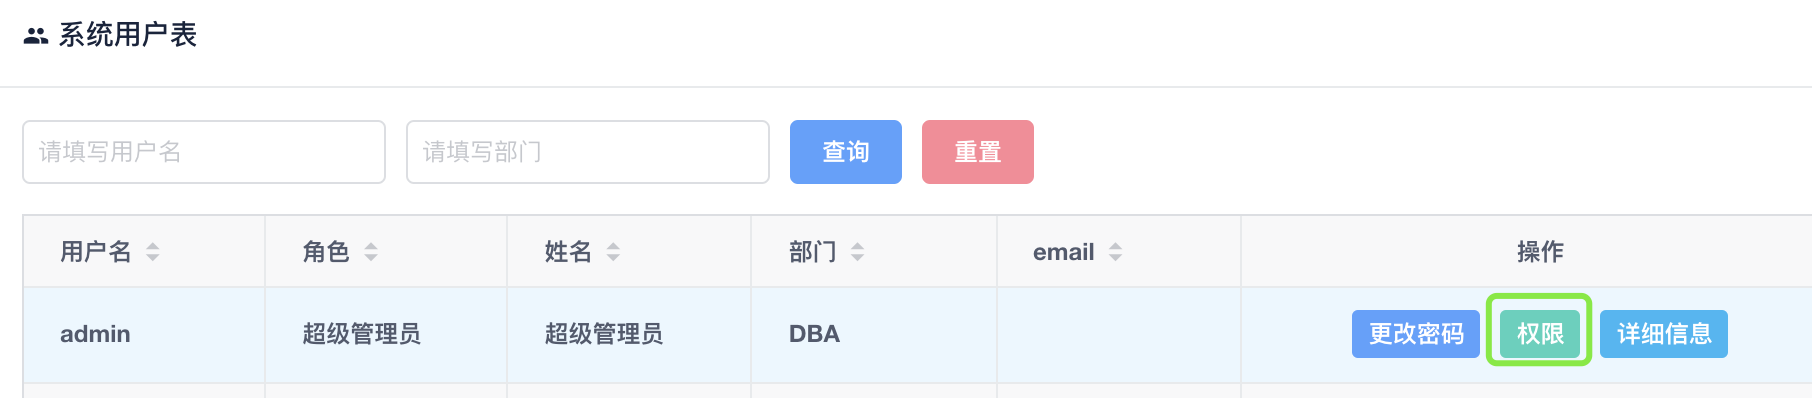 系统用户表
请填写用户名 请填写部门 查询 重置
用户名 角色 姓名 部门 email 操作
admin 超级管理员 超级管理员 DBA 更改密码 权限 详细信息